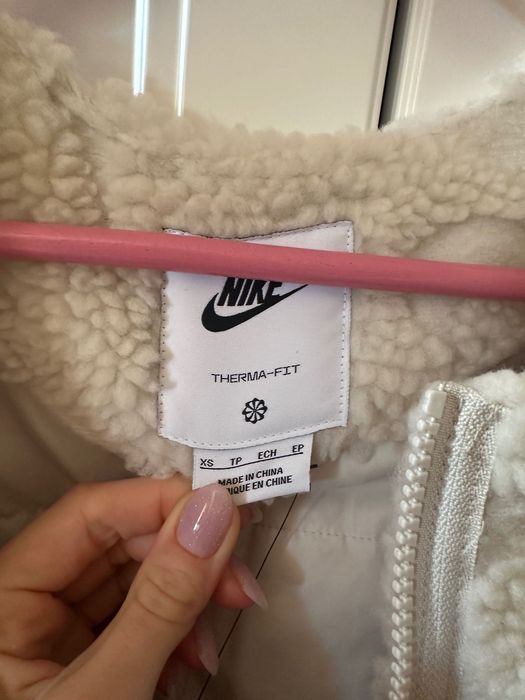 NIKE
THERMA-FIT
XS TP ECH EP
MADE IN CHINA
EN CHINE